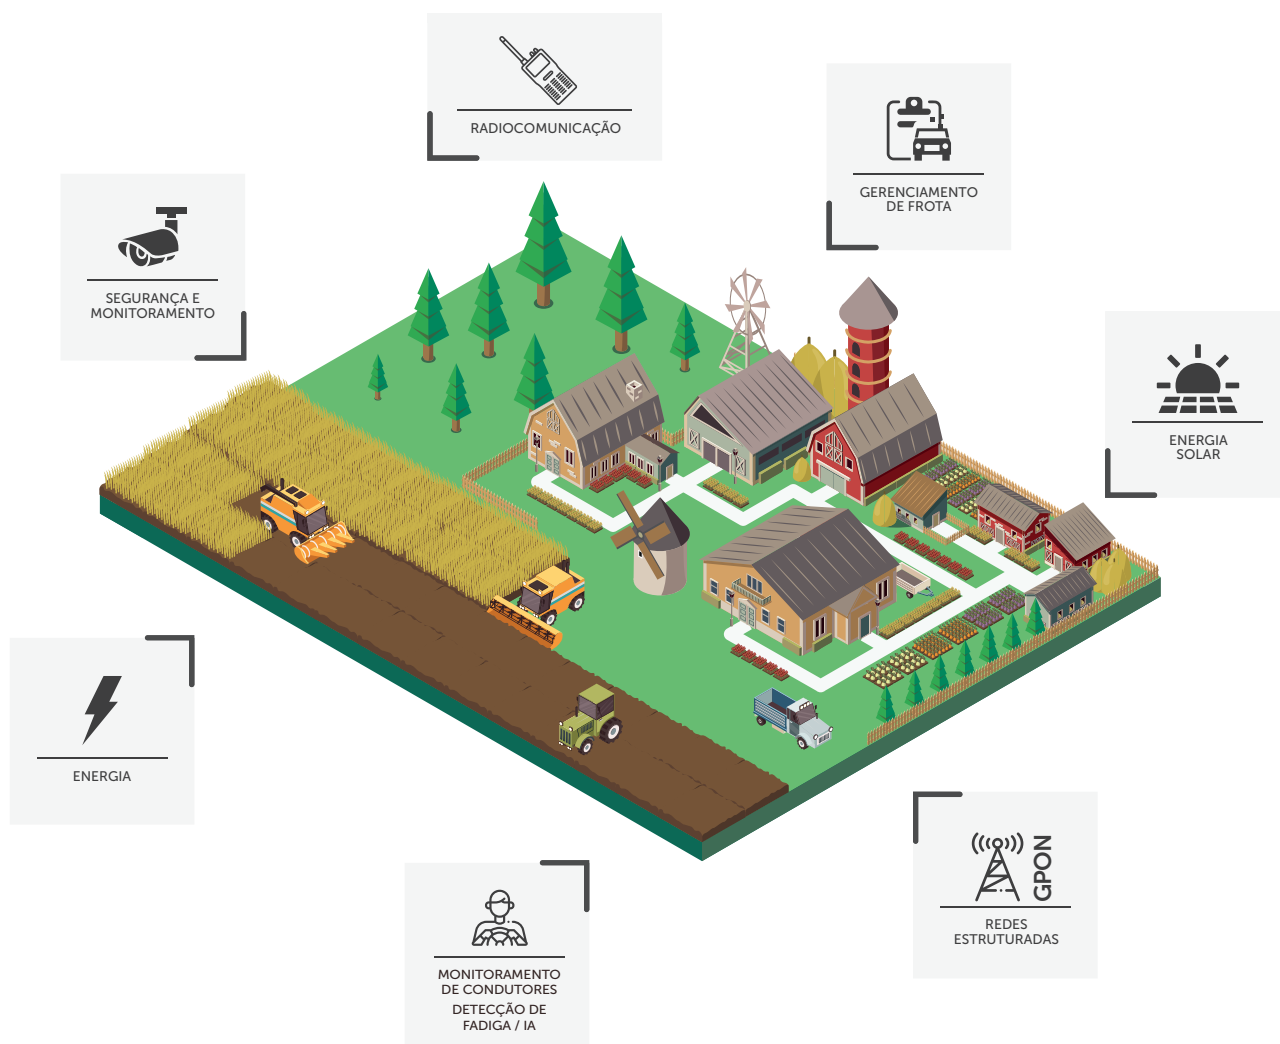 RADIOCOMUNICAÇÃO
GERENCIAMENTO
DE FROTA
SEGURANÇA E
MONITORAMENTO
ENERGIA
SOLAR
ENERGIA
GPON
REDES
ESTRUTURADAS
MONITORAMENTO
DE CONDUTORES
DETECÇÃO DE
FADIGA / IA